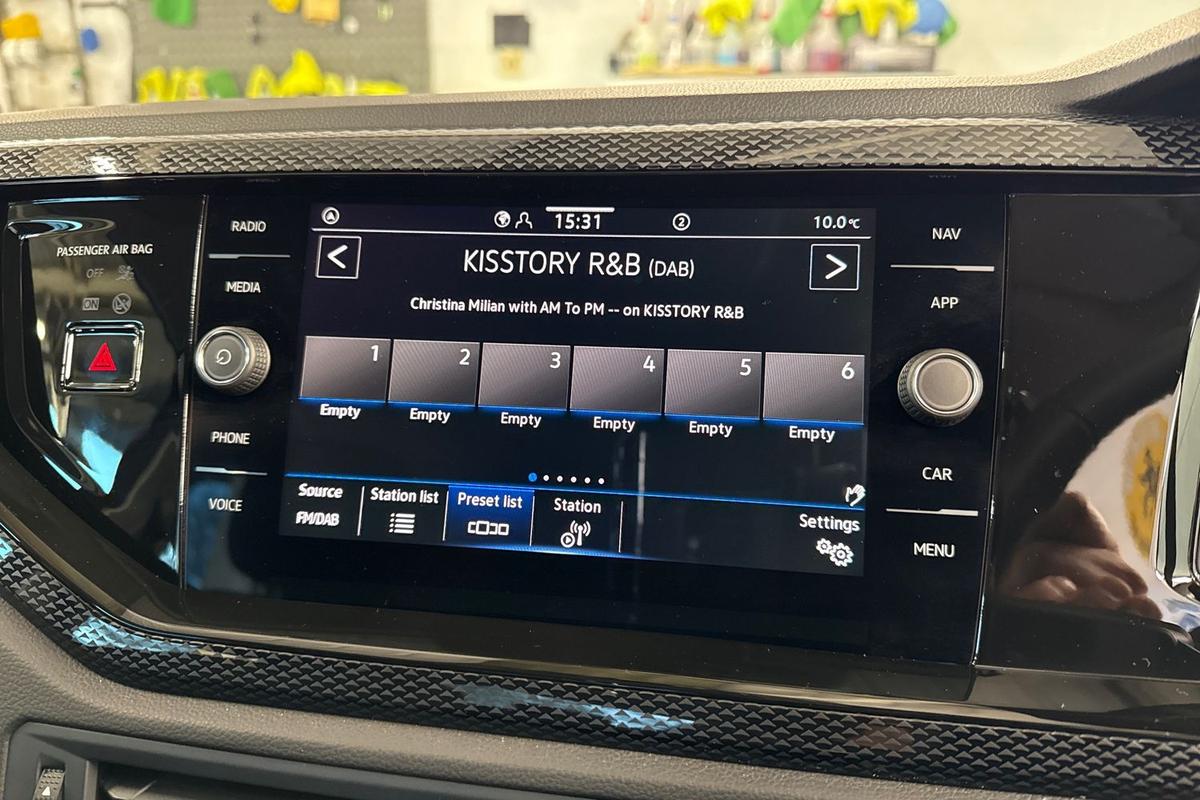 PASSENGER AIR BAG
OFF
ON
RADIO
MEDIA
PHONE
VOICE
15:31
2
10.0°C
<
KISSTORY R&B (DAB)
>
Christina Milian with AM To PM -- on KISSTORY R&B
1 2 3 4 5 6
Empty Empty Empty Empty Empty Empty
Source Station list Preset list Station Settings
FM/DAB
NAV
APP
CAR
MENU